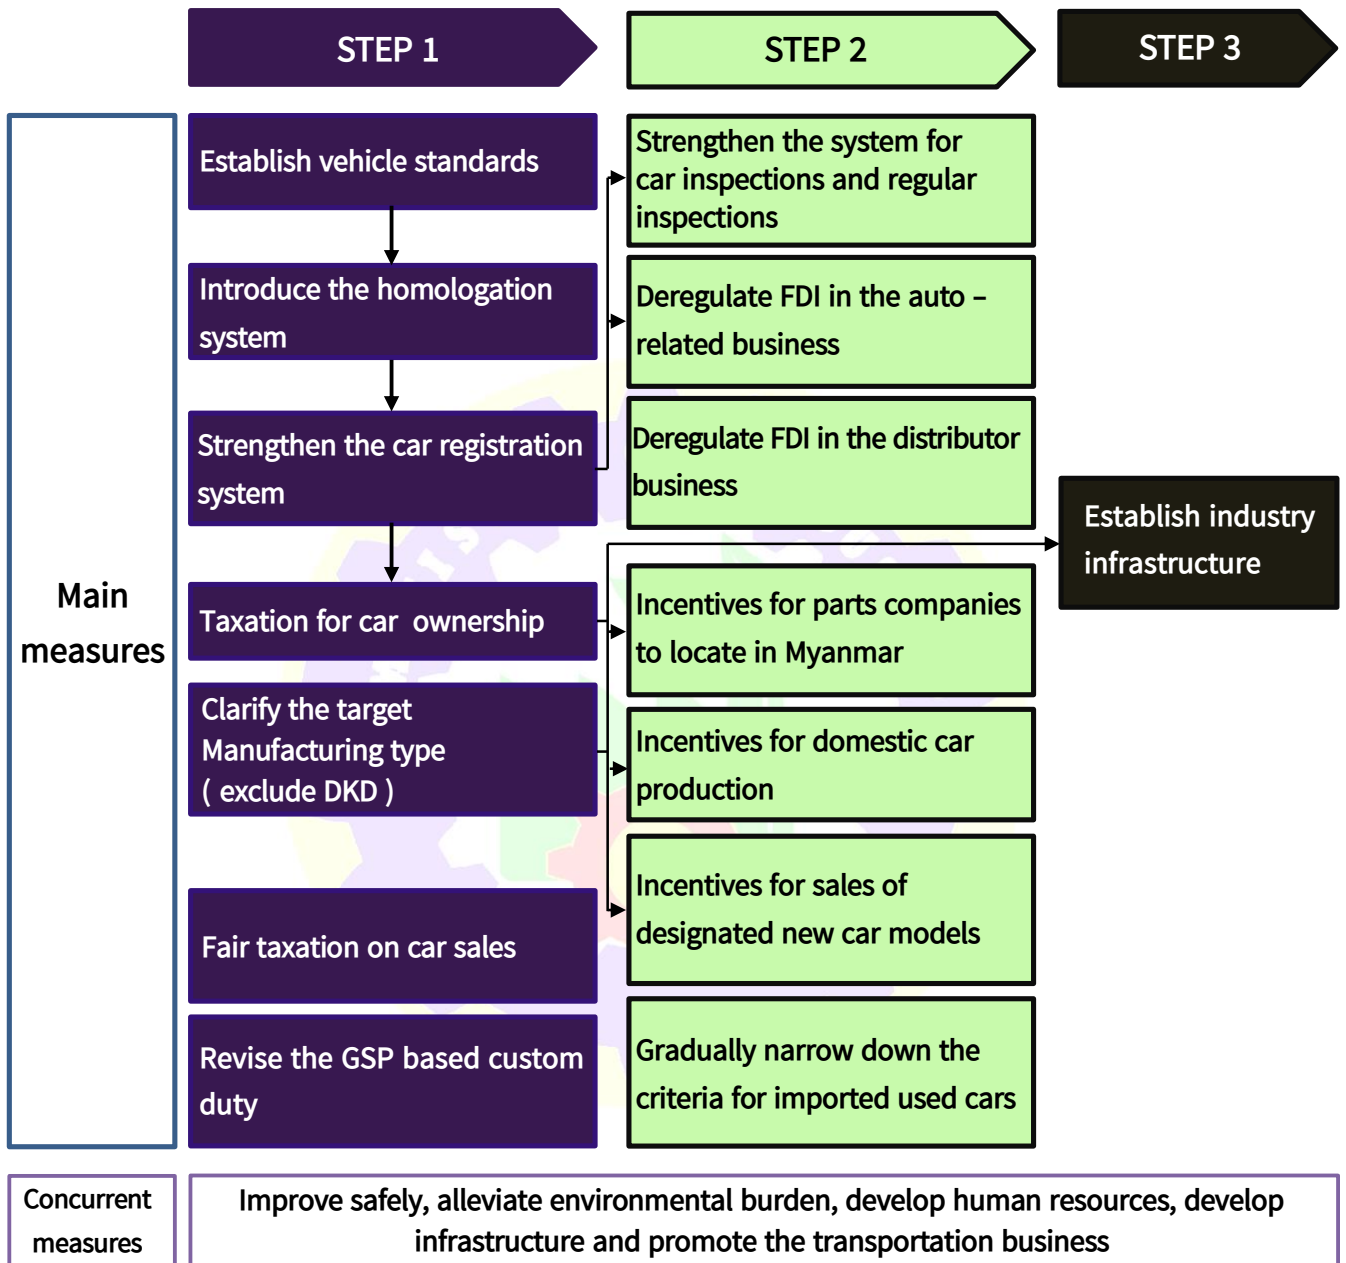 STEP 1
STEP 2
STEP 3
Main
measures
Establish vehicle standards
Introduce the homologation
system
Strengthen the car registration
system
Taxation for car ownership
Clarify the target
Manufacturing type
( exclude DKD )
Fair taxation on car sales
Revise the GSP based custom
duty
Strengthen the system for
car inspections and regular
inspections
Deregulate FDI in the auto –
related business
Deregulate FDI in the distributor
business
Incentives for parts companies
to locate in Myanmar
Incentives for domestic car
production
Incentives for sales of
designated new car models
Gradually narrow down the
criteria for imported used cars
Establish industry
infrastructure
Concurrent
measures
Improve safely, alleviate environmental burden, develop human resources, develop
infrastructure and promote the transportation business